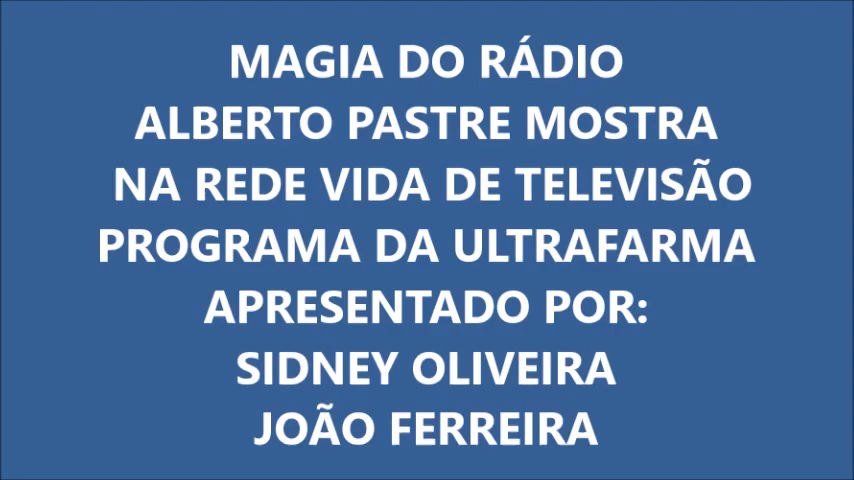 MAGIA DO RÁDIO
ALBERTO PASTRE MOSTRA
NA REDE VIDA DE TELEVISÃO
PROGRAMA DA ULTRAFARMA
APRESENTADO POR:
SIDNEY OLIVEIRA
JOÃO FERREIRA